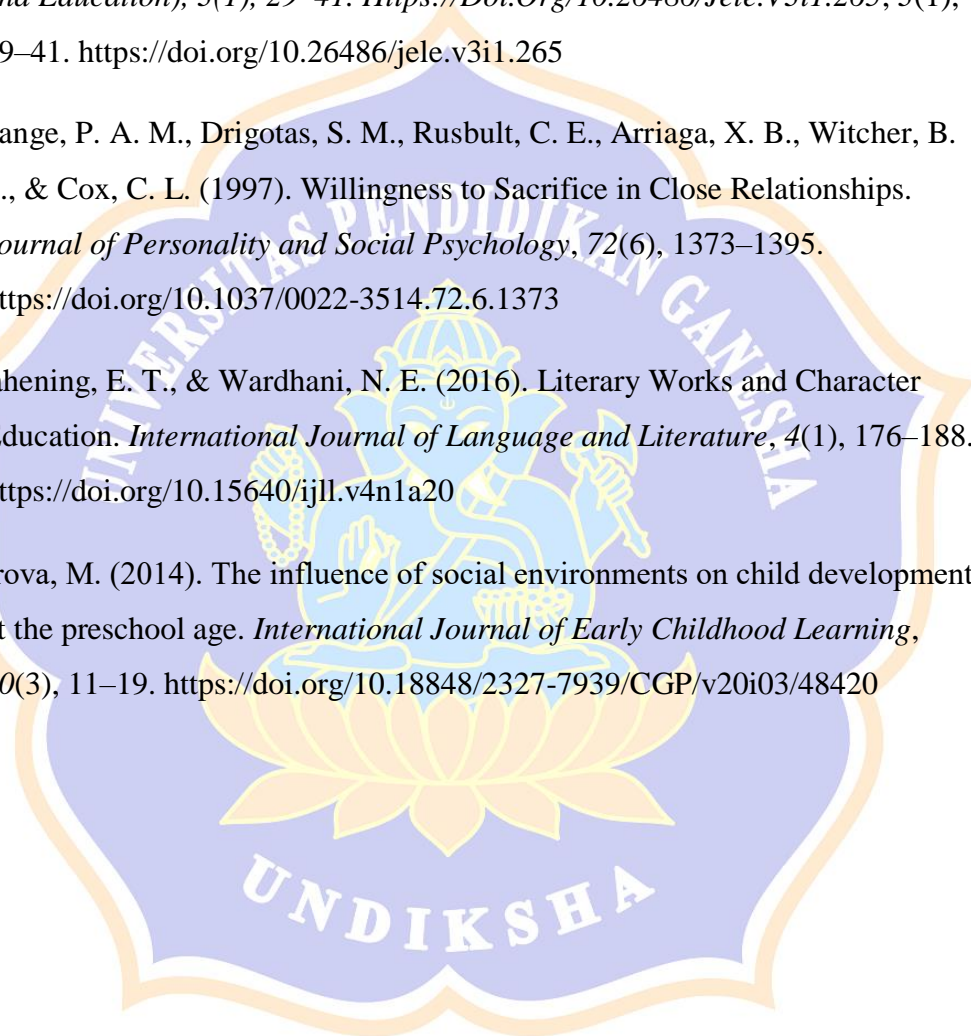 nd Education), 3(1), 29–41. Https://Doi.Org/10.26486/Jele.V3i1.265, 3(1),
9–41. https://doi.org/10.26486/jele.v3i1.265
ange, P. A. M., Drigotas, S. M., Rusbult, C. E., Arriaga, X. B., Witcher, B.
., & Cox, C. L. (1997). Willingness to Sacrifice in Close Relationships.
ournal of Personality and Social Psychology, 72(6), 1373–1395.
ttps://doi.org/10.1037/0022-3514.72.6.1373
ahening, E. T., & Wardhani, N. E. (2016). Literary Works and Character
ducation. International Journal of Language and Literature, 4(1), 176–188.
ttps://doi.org/10.15640/ijll.v4n1a20
rova, M. (2014). The influence of social environments on child development
t the preschool age. International Journal of Early Childhood Learning,
0(3), 11–19. https://doi.org/10.18848/2327-7939/CGP/v20i03/48420
UNIVERSITAS PENDIDIKAN GANESHA
UNDIKSHA